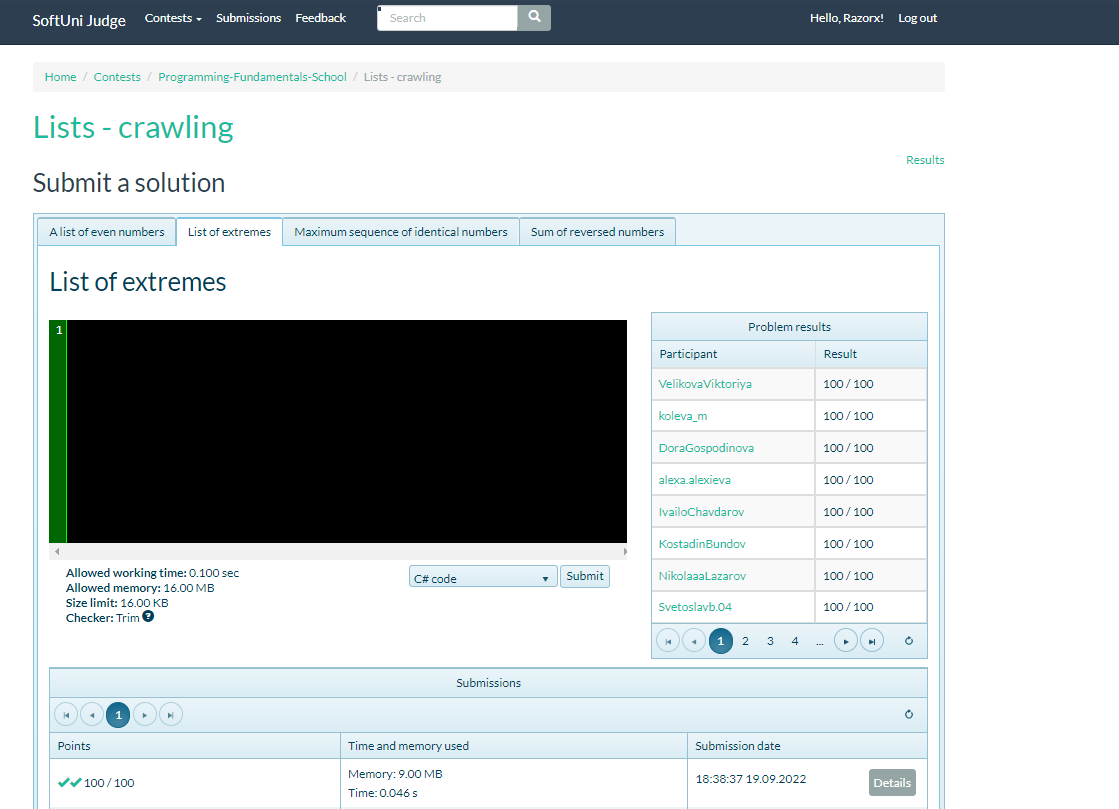 SoftUni Judge Contests Submissions Feedback Search Hello, Razorx! Log out
Home / Contests / Programming-Fundamentals-School / Lists - crawling
Lists - crawling
Results
Submit a solution
A list of even numbers List of extremes Maximum sequence of identical numbers Sum of reversed numbers
List of extremes
1
Allowed working time: 0.100 sec
Allowed memory: 16.00 MB
Size limit: 16.00 KB
Checker: Trim ?
C# code Submit
Problem results
Participant Result
VelikovaViktoriya 100 / 100
koleva_m 100 / 100
DoraGospodinova 100 / 100
alexa.alexieva 100 / 100
IvailoChavdarov 100 / 100
KostadinBundov 100 / 100
NikolaaaLazarov 100 / 100
Svetoslavb.04 100 / 100
1 2 3 4 ...
Submissions
1
Points Time and memory used Submission date
100 / 100 Memory: 9.00 MB 18:38:37 19.09.2022 Details
Time: 0.046 s